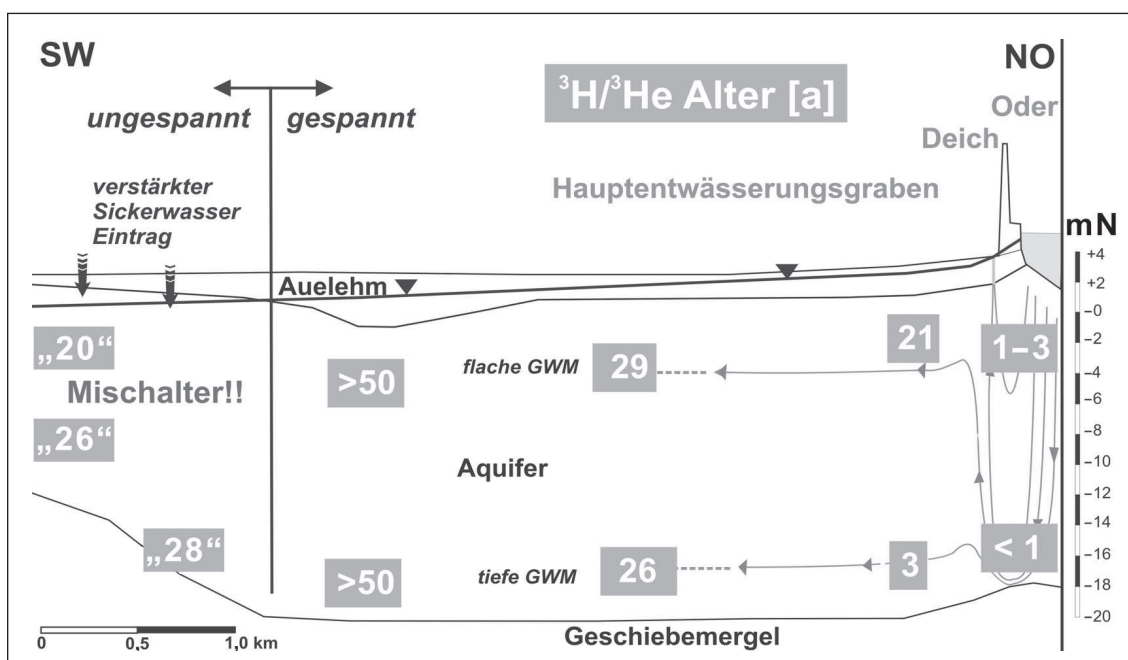 SW
NO
³H/³He Alter [a]
Oder
Deich
ungespannt
gespannt
verstärkter
Sickerwasser
Eintrag
Hauptentwässerungsgraben
mN
Auelehm
+4
+2
–0
–2
–4
–6
–8
–10
–12
–14
–16
–18
–20
„20“
Mischalter!!
„26“
„28“
>50
flache GWM
29
21
1–3
Aquifer
>50
tiefe GWM
26
3
< 1
Geschiebemergel
0
0,5
1,0 km